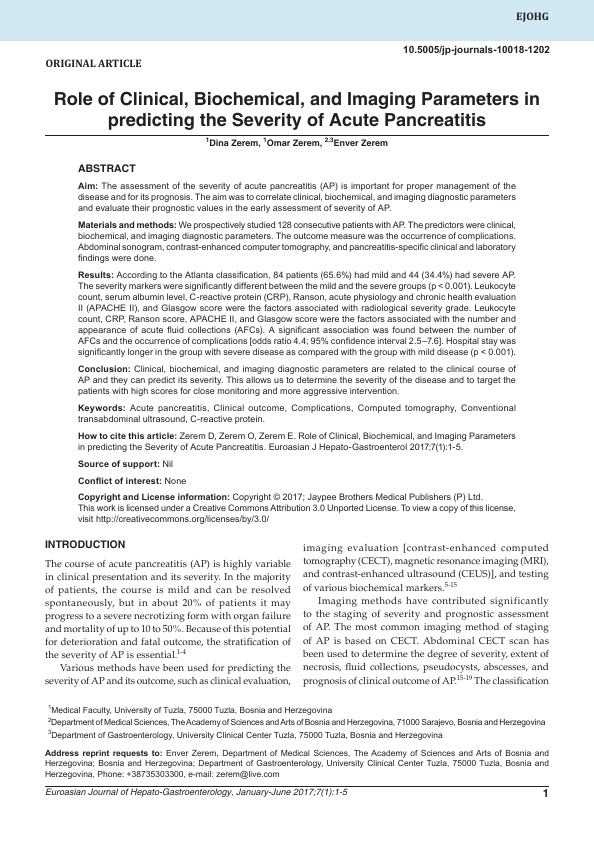 EJOHG
10.5005/jp-journals-10018-1202
ORIGINAL ARTICLE
Role of Clinical, Biochemical, and Imaging Parameters in
predicting the Severity of Acute Pancreatitis
1Dina Zerem, 1Omar Zerem, 2,3Enver Zerem
ABSTRACT
Aim: The assessment of the severity of acute pancreatitis (AP) is important for proper management of the
disease and for its prognosis. The aim was to correlate clinical, biochemical, and imaging diagnostic parameters
and evaluate their prognostic values in the early assessment of severity of AP.
Materials and methods: We prospectively studied 128 consecutive patients with AP. The predictors were clinical,
biochemical, and imaging diagnostic parameters. The outcome measure was the occurrence of complications.
Abdominal sonogram, contrast-enhanced computer tomography, and pancreatitis-specific clinical and laboratory
findings were done.
Results: According to the Atlanta classification, 84 patients (65.6%) had mild and 44 (34.4%) had severe AP.
The severity markers were significantly different between the mild and the severe groups (p < 0.001). Leukocyte
count, serum albumin level, C-reactive protein (CRP), Ranson, acute physiology and chronic health evaluation
II (APACHE II), and Glasgow score were the factors associated with radiological severity grade. Leukocyte
count, CRP, Ranson score, APACHE II, and Glasgow score were the factors associated with the number and
appearance of acute fluid collections (AFCs). A significant association was found between the number of
AFCs and the occurrence of complications [odds ratio 4.4; 95% confidence interval 2.5–7.6]. Hospital stay was
significantly longer in the group with severe disease as compared with the group with mild disease (p < 0.001).
Conclusion: Clinical, biochemical, and imaging diagnostic parameters are related to the clinical course of
AP and they can predict its severity. This allows us to determine the severity of the disease and to target the
patients with high scores for close monitoring and more aggressive intervention.
Keywords: Acute pancreatitis, Clinical outcome, Complications, Computed tomography, Conventional
transabdominal ultrasound, C-reactive protein.
How to cite this article: Zerem D, Zerem O, Zerem E. Role of Clinical, Biochemical, and Imaging Parameters
in predicting the Severity of Acute Pancreatitis. Euroasian J Hepato-Gastroenterol 2017;7(1):1-5.
Source of support: Nil
Conflict of interest: None
Copyright and License information: Copyright © 2017; Jaypee Brothers Medical Publishers (P) Ltd.
This work is licensed under a Creative Commons Attribution 3.0 Unported License. To view a copy of this license,
visit http://creativecommons.org/licenses/by/3.0/
INTRODUCTION
The course of acute pancreatitis (AP) is highly variable
in clinical presentation and its severity. In the majority
of patients, the course is mild and can be resolved
spontaneously, but in about 20% of patients it may
progress to a severe necrotizing form with organ failure
and mortality of up to 10 to 50%. Because of this potential
for deterioration and fatal outcome, the stratification of
the severity of AP is essential.1-4
Various methods have been used for predicting the
severity of AP and its outcome, such as clinical evaluation,
imaging evaluation [contrast-enhanced computed
tomography (CECT), magnetic resonance imaging (MRI),
and contrast-enhanced ultrasound (CEUS)], and testing
of various biochemical markers.5-15
Imaging methods have contributed significantly
to the staging of severity and prognostic assessment
of AP. The most common imaging method of staging
of AP is based on CECT. Abdominal CECT scan has
been used to determine the degree of severity, extent of
necrosis, fluid collections, pseudocysts, abscesses, and
prognosis of clinical outcome of AP.15-19 The classification
1Medical Faculty, University of Tuzla, 75000 Tuzla, Bosnia and Herzegovina
2Department of Medical Sciences, The Academy of Sciences and Arts of Bosnia and Herzegovina, 71000 Sarajevo, Bosnia and Herzegovina
3Department of Gastroenterology, University Clinical Center Tuzla, 75000 Tuzla, Bosnia and Herzegovina
Address reprint requests to: Enver Zerem, Department of Medical Sciences, The Academy of Sciences and Arts of Bosnia and
Herzegovina; Bosnia and Herzegovina; Department of Gastroenterology, University Clinical Center Tuzla, 75000 Tuzla, Bosnia and
Herzegovina, Phone: +38735303300, e-mail: zerem@live.com
Euroasian Journal of Hepato-Gastroenterology, January-June 2017;7(1):1-5
1